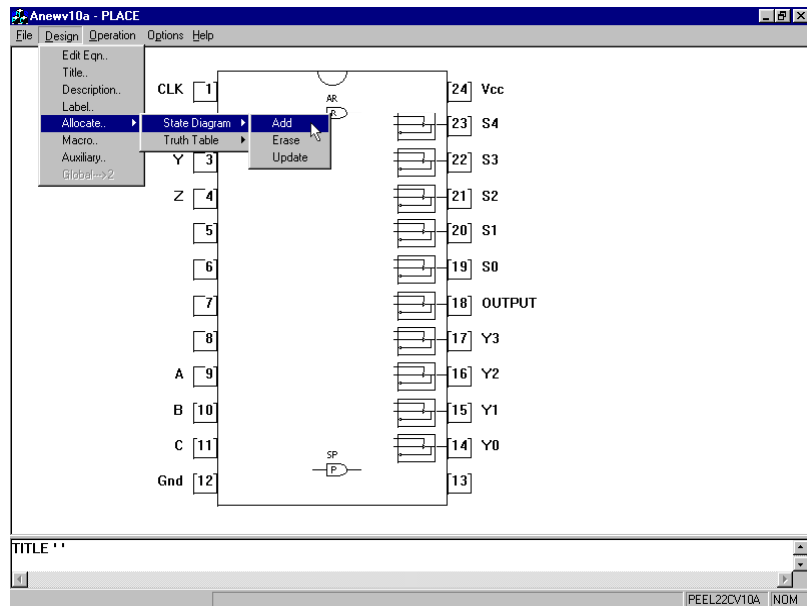 Anewv10a - PLACE
File Design Operation Options Help
Edit Eqn..
Title..
Description..
Label..
Allocate..
Macro..
Auxiliary..
Global-->2
State Diagram
Truth Table
Add
Erase
Update
CLK 1
Y 3
Z 4
5
6
7
8
A 9
B 10
C 11
Gnd 12
AR
R
SP
P
24 Vcc
23 S4
22 S3
21 S2
20 S1
19 S0
18 OUTPUT
17 Y3
16 Y2
15 Y1
14 Y0
13
TITLE ' '
PEEL22CV10A NOM